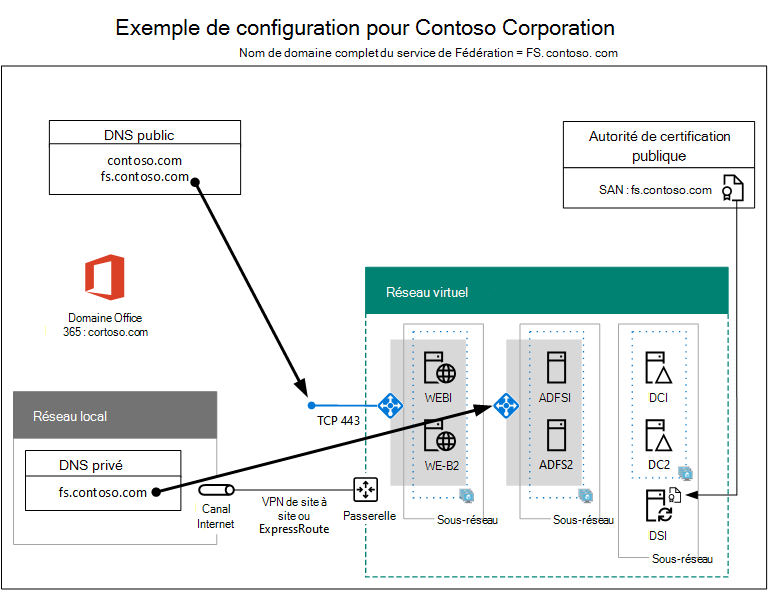 Exemple de configuration pour Contoso Corporation
Nom de domaine complet du service de Fédération = FS. contoso. com
DNS public
contoso.com
fs.contoso.com
Autorité de certification
publique
SAN : fs.contoso.com
Domaine Office
365 : cortoso.com
Réseau virtuel
WEBI
WE-B2
ADFSI
ADFS2
DCI
DC2
DSI
TCP 443
Réseau local
DNS privé
fs.contoso.com
Canal
Internet
VPN de site à
site ou
ExpressRoute
Passerelle
Sous-réseau
Sous-réseau
Sous-réseau